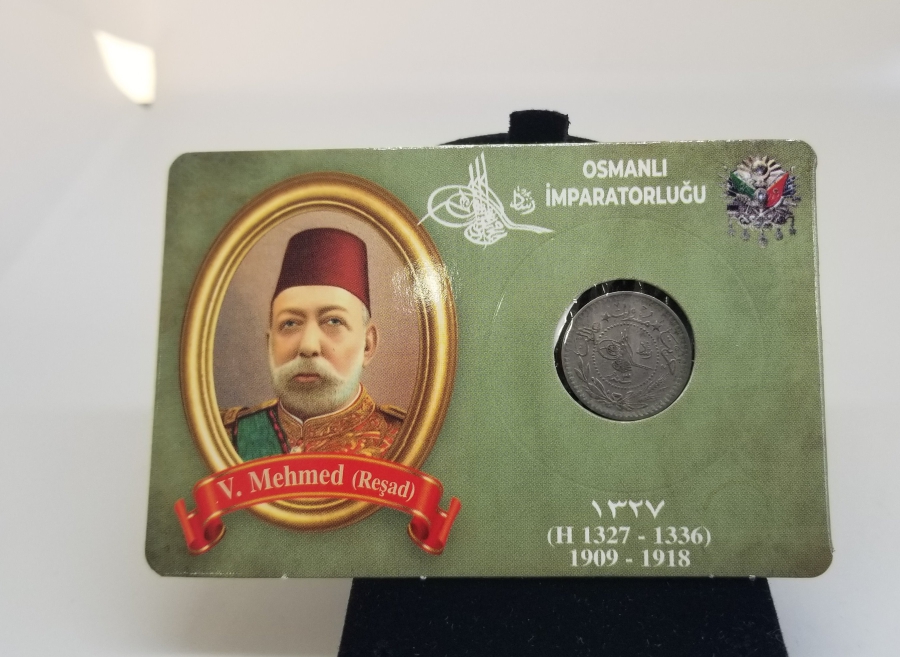 OSMANLI
İMPARATORLUĞU
V. Mehmed (Reşad)
١٣٢٧
(H 1327 - 1336)
1909 - 1918